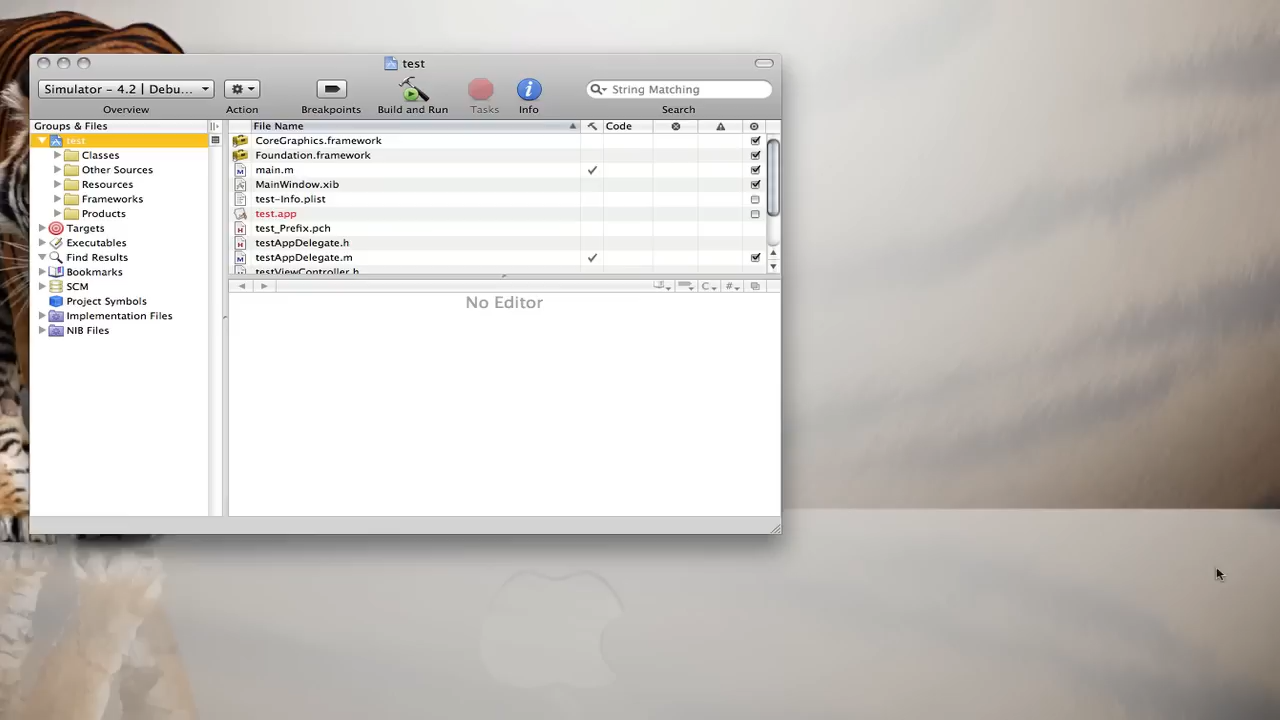 test
Simulator - 4.2 | Debu...
String Matching
Overview
Action
Breakpoints
Build and Run
Tasks
Info
Search
Groups & Files
File Name
Code
test
Classes
Other Sources
Resources
Frameworks
Products
Targets
Executables
Find Results
Bookmarks
SCM
Project Symbols
Implementation Files
NIB Files
CoreGraphics.framework
Foundation.framework
main.m
MainWindow.xib
test-Info.plist
test.app
test_Prefix.pch
testAppDelegate.h
testAppDelegate.m
testViewController.h
C
#
No Editor